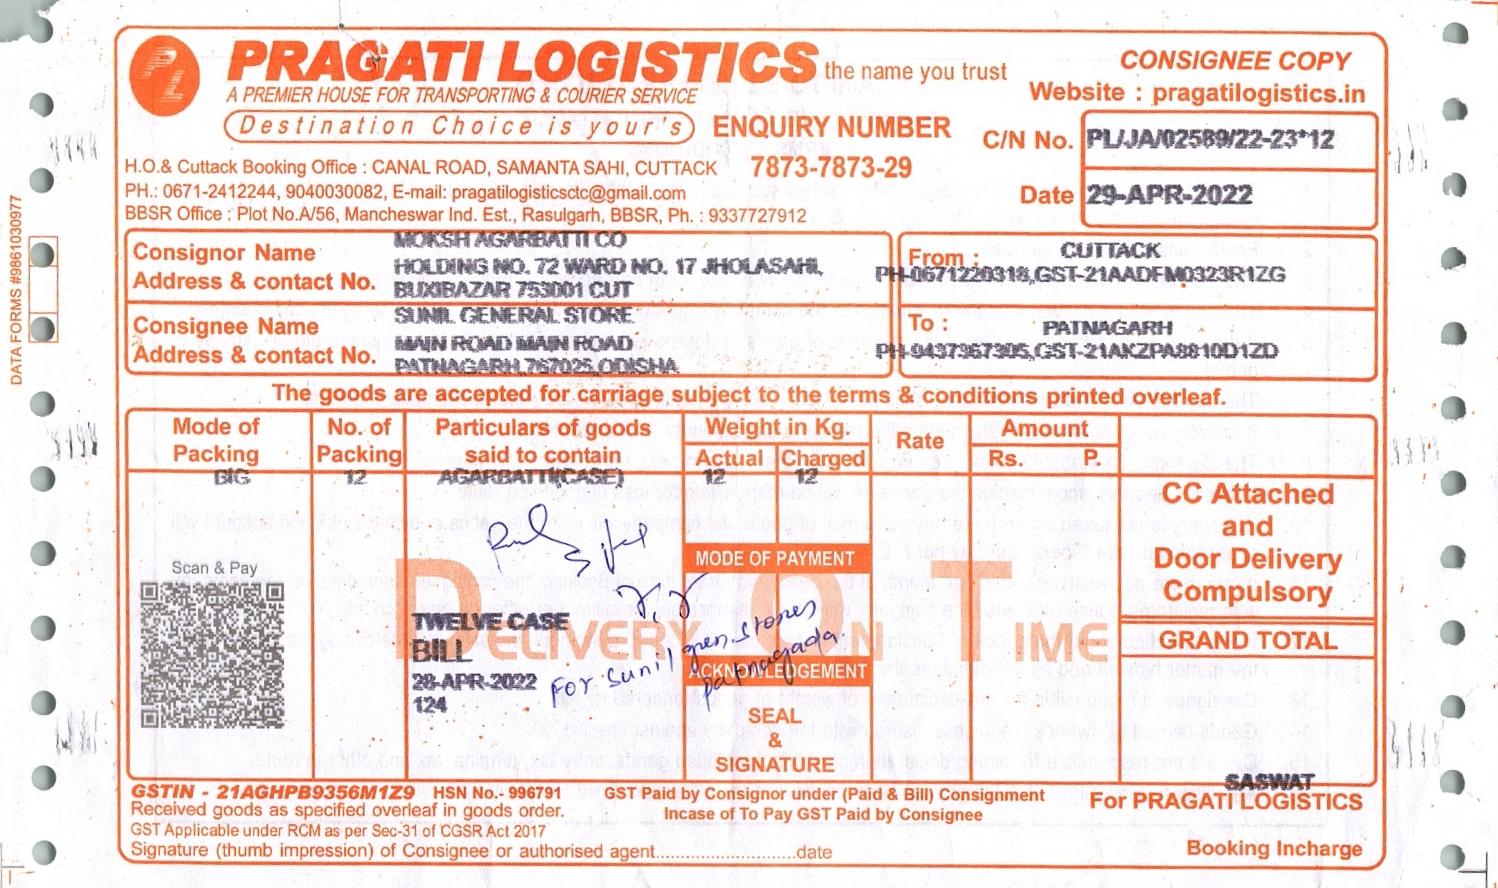 PRAGATI LOGISTICS the name you trust
A PREMIER HOUSE FOR TRANSPORTING & COURIER SERVICE
Destination Choice is your's
CONSIGNEE COPY
Website : pragatilogistics.in
ENQUIRY NUMBER
7873-7873-29
C/N No. PL/JA/02589/22-23*12
Date 29-APR-2022
H.O.& Cuttack Booking Office : CANAL ROAD, SAMANTA SAHI, CUTTACK
PH.: 0671-2412244, 9040030082, E-mail: pragatilogisticsctc@gmail.com
BBSR Office : Plot No.A/56, Mancheswar Ind. Est., Rasulgarh, BBSR, Ph. : 9337727912
DATA FORMS #9861030977
Consignor Name
Address & contact No.
MOKSH AGARBATTI CO
HOLDING NO. 72 WARD NO. 17 JHOLASAHI,
BUXIBAZAR 753001 CUT
From : CUTTACK
PH-0671220318,GST-21AADFM0323R1ZG
Consignee Name
Address & contact No.
SUNIL GENERAL STORE
MAIN ROAD MAIN ROAD
PATNAGARH,767025,ODISHA
To : PATNAGARH
PH-9437367305,GST-21AKZPA8810D1ZD
The goods are accepted for carriage subject to the terms & conditions printed overleaf.
Mode of Packing
No. of Packing
Particulars of goods said to contain
Weight in Kg.
Actual Charged
Rate
Amount
Rs. P.
BIG 12 AGARBATTI(CASE) 12 12
CC Attached
and
Door Delivery
Compulsory
GRAND TOTAL
Scan & Pay
MODE OF PAYMENT
DELIVERY ON TIME
TWELVE CASE
BILL
28-APR-2022
124
For Sunil gen. stores
patnagada
ACKNOWLEDGEMENT
SEAL
&
SIGNATURE
SASWAT
GSTIN - 21AGHPB9356M1Z9 HSN No.- 996791
GST Paid by Consignor under (Paid & Bill) Consignment
Incase of To Pay GST Paid by Consignee
For PRAGATI LOGISTICS
Received goods as specified overleaf in goods order.
GST Applicable under RCM as per Sec-31 of CGSR Act 2017
Signature (thumb impression) of Consignee or authorised agent........................date
Booking Incharge